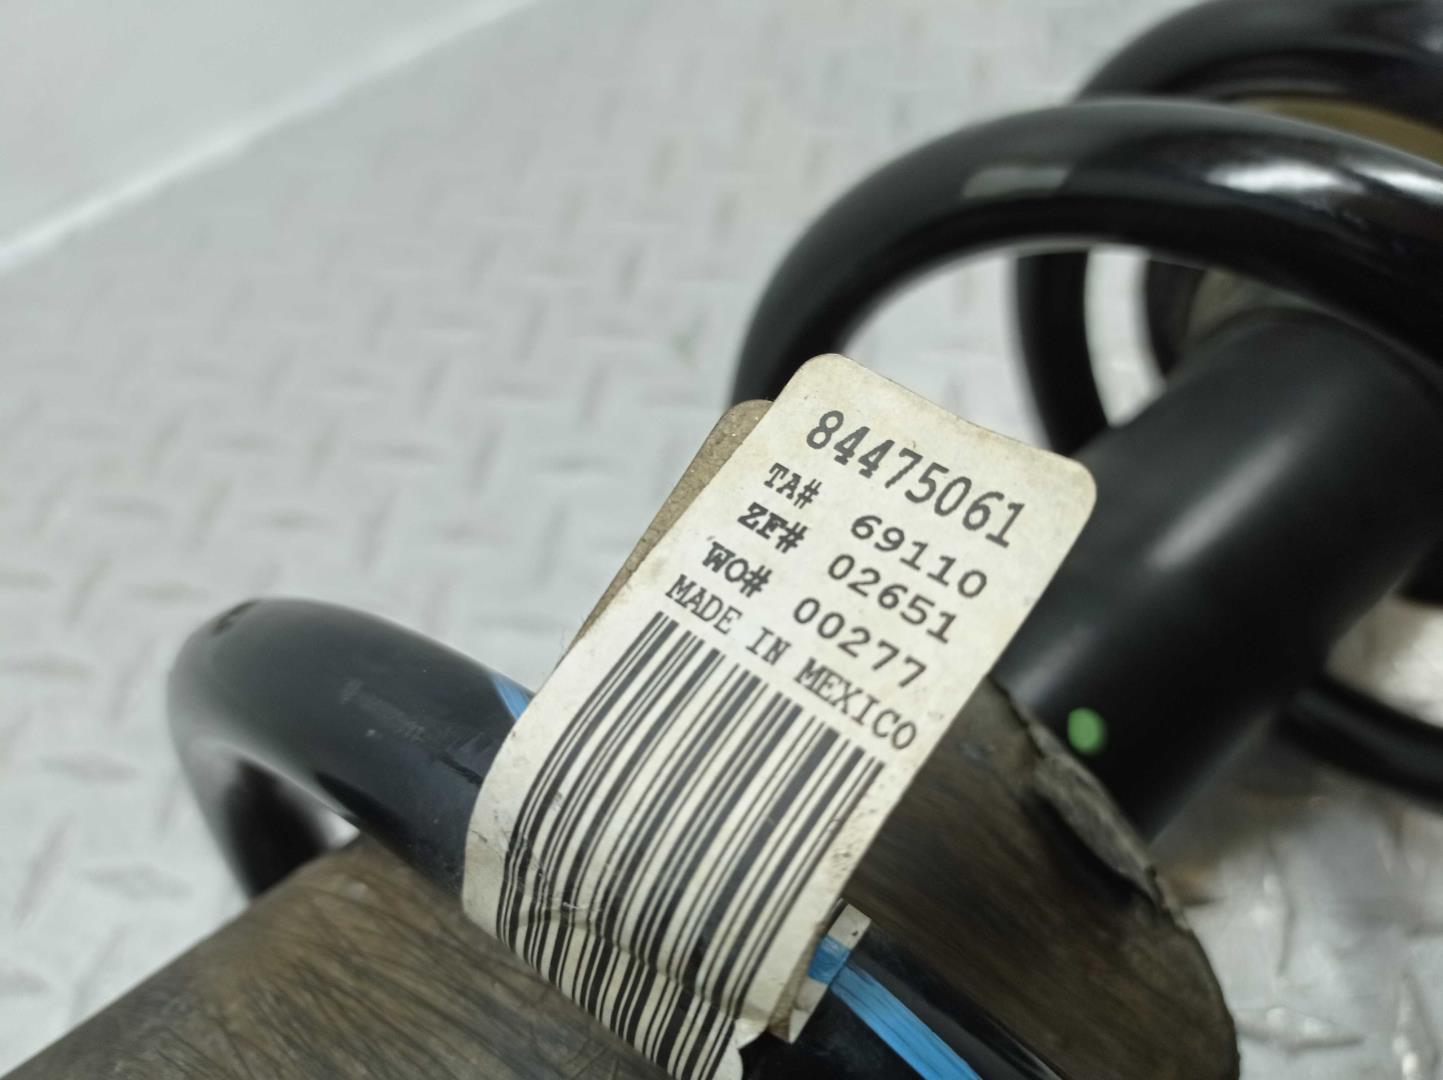 84475061
TA# 69110
ZF# 02651
WO# 00277
MADE IN MEXICO